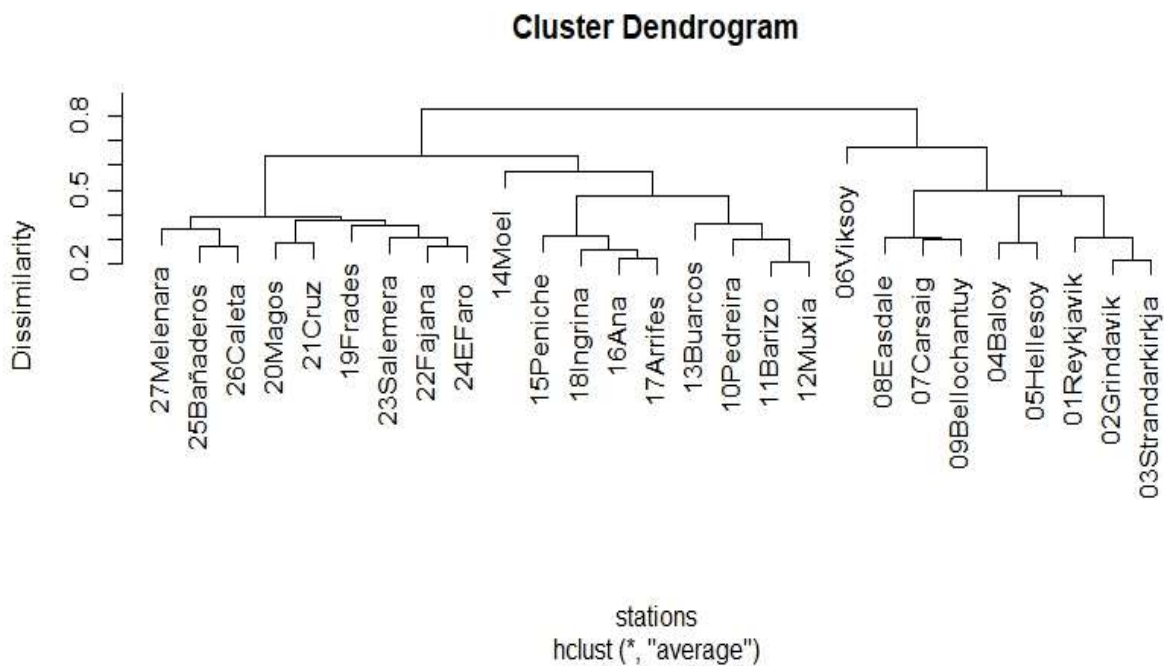 Cluster Dendrogram
Dissimilarity
0.8
0.5
0.2
27Melenara
25Bañaderos
26Caleta
20Magos
21Cruz
19Frades
23Salemera
22Fajana
24EFaro
14Moel
15Peniche
18Ingrina
16Ana
17Arrifes
13Buarcos
10Pedreira
11Barizo
12Muxia
06Viksoy
08Easdale
07Carsaig
09Bellochantuy
04Baloy
05Hellesoy
01Reykjavik
02Grindavik
03Strandarkirkja
stations
hclust (*, "average")